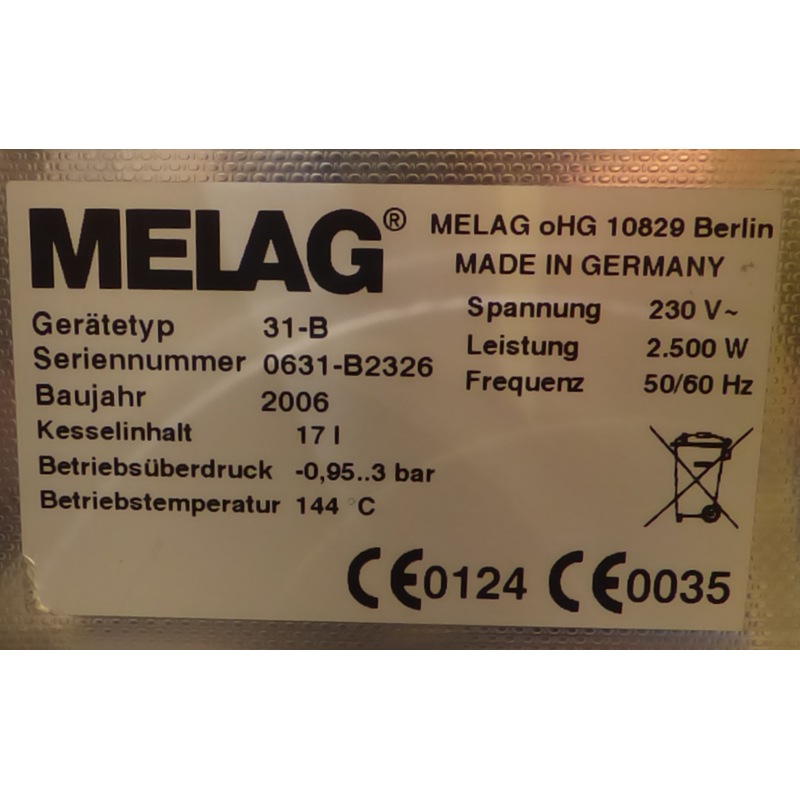 MELAG® MELAG oHG 10829 Berlin
MADE IN GERMANY
Gerätetyp 31-B
Seriennummer 0631-B2326
Baujahr 2006
Kesselinhalt 17 l
Betriebsüberdruck -0,95..3 bar
Betriebstemperatur 144 °C
Spannung 230 V~
Leistung 2.500 W
Frequenz 50/60 Hz
CE0124 CE0035